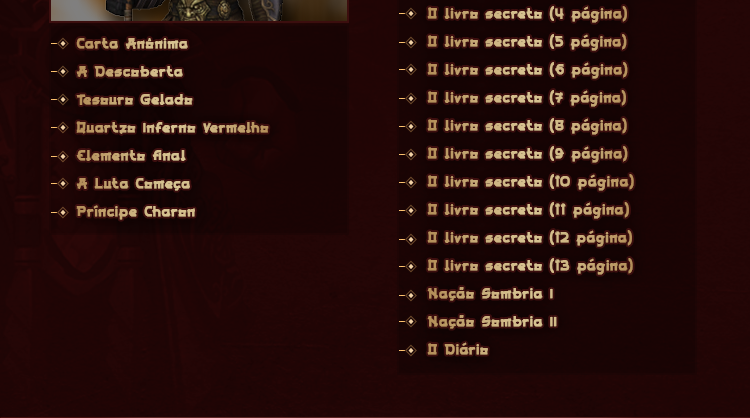 Carta Anônima
A Descoberta
Tesouro Gelado
Quartzo Inferno Vermelho
Elemento final
A Luta Começa
Príncipe Charon
O livro secreto (4 página)
O livro secreto (5 página)
O livro secreto (6 página)
O livro secreto (7 página)
O livro secreto (8 página)
O livro secreto (9 página)
O livro secreto (10 página)
O livro secreto (11 página)
O livro secreto (12 página)
O livro secreto (13 página)
Nação Sombria I
Nação Sombria II
O Diário